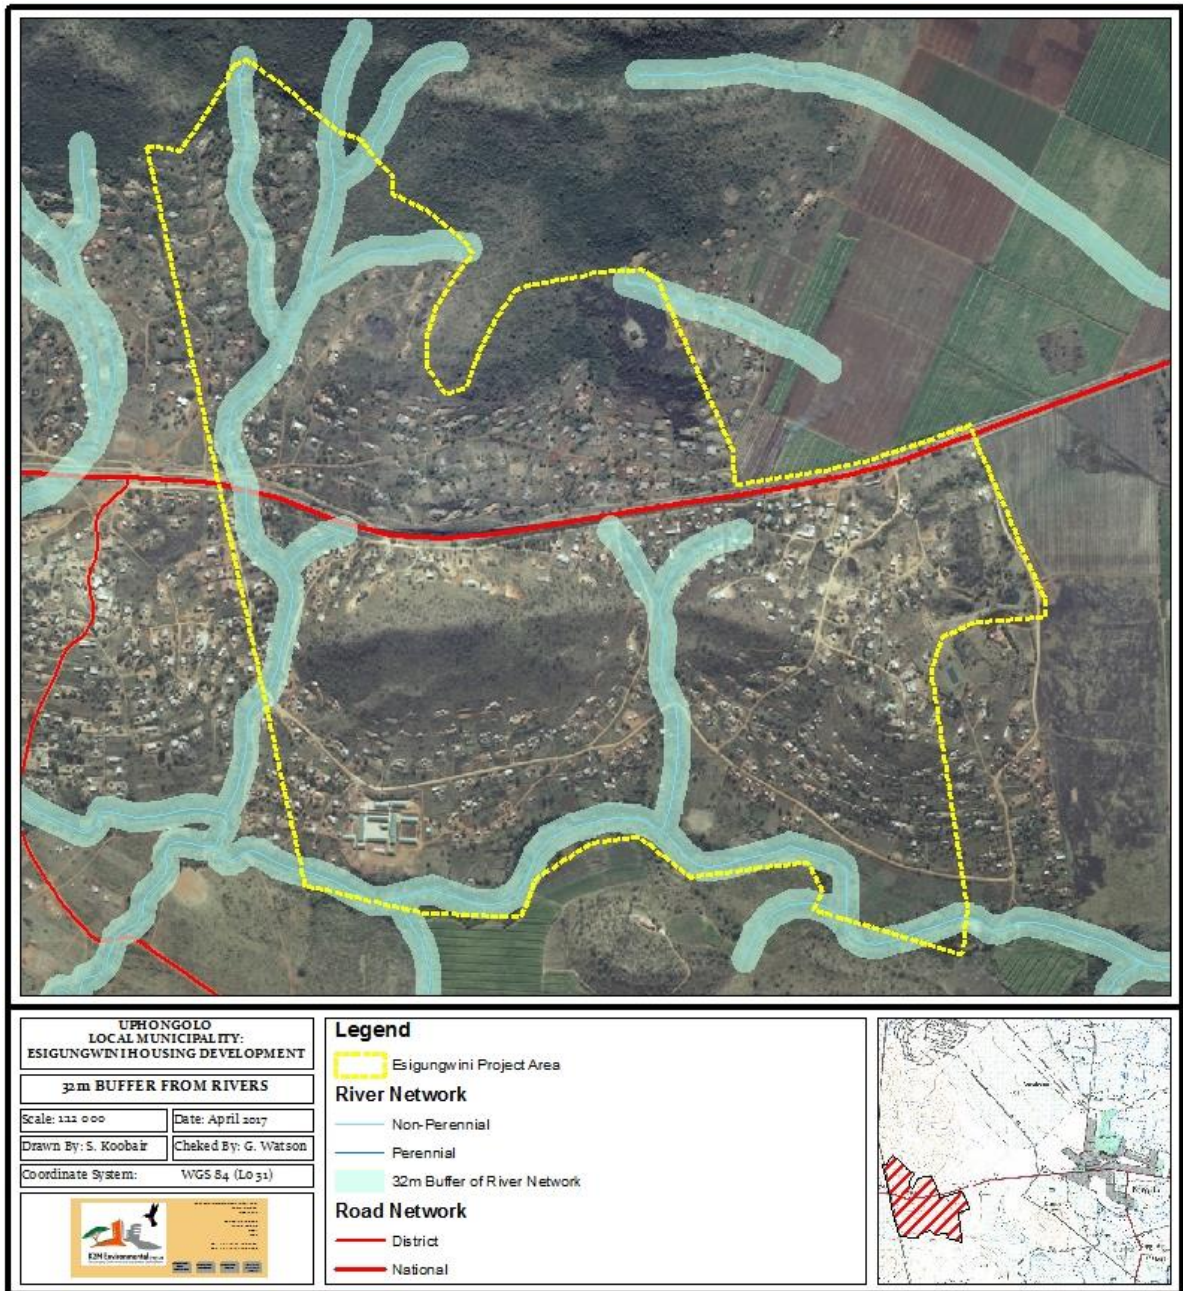 UPHONGOLO
LOCAL MUNICIPALITY:
ESIGUNGWINI HOUSING DEVELOPMENT
32m BUFFER FROM RIVERS
Scale: 1:12 000
Date: April 2017
Drawn By: S. Koobair
Cheked By: G. Watson
Coordinate System: WGS 84 (Lo 31)
K2M Environmental
Legend
Esigungwini Project Area
River Network
Non-Perennial
Perennial
32m Buffer of River Network
Road Network
District
National